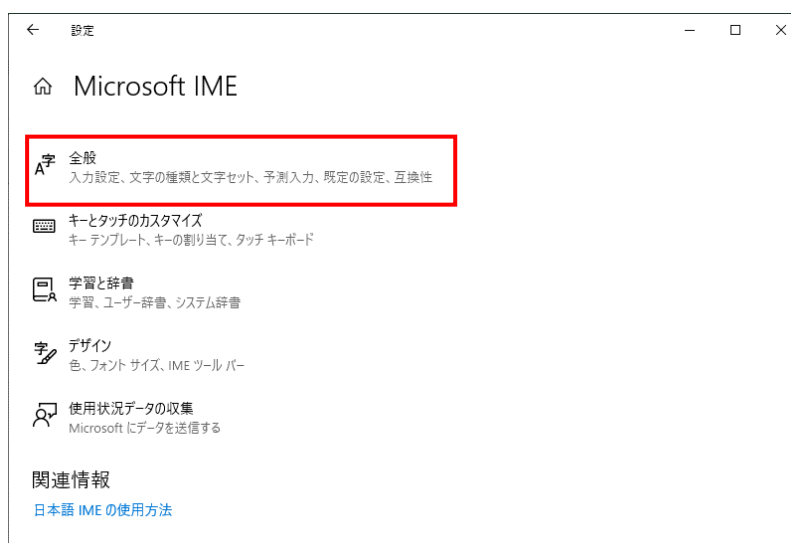 設定
Microsoft IME
全般
入力設定、文字の種類と文字セット、予測入力、既定の設定、互換性
キーとタッチのカスタマイズ
キー テンプレート、キーの割り当て、タッチ キーボード
学習と辞書
学習、ユーザー辞書、システム辞書
デザイン
色、フォント サイズ、IME ツール バー
使用状況データの収集
Microsoft にデータを送信する
関連情報
日本語 IME の使用方法